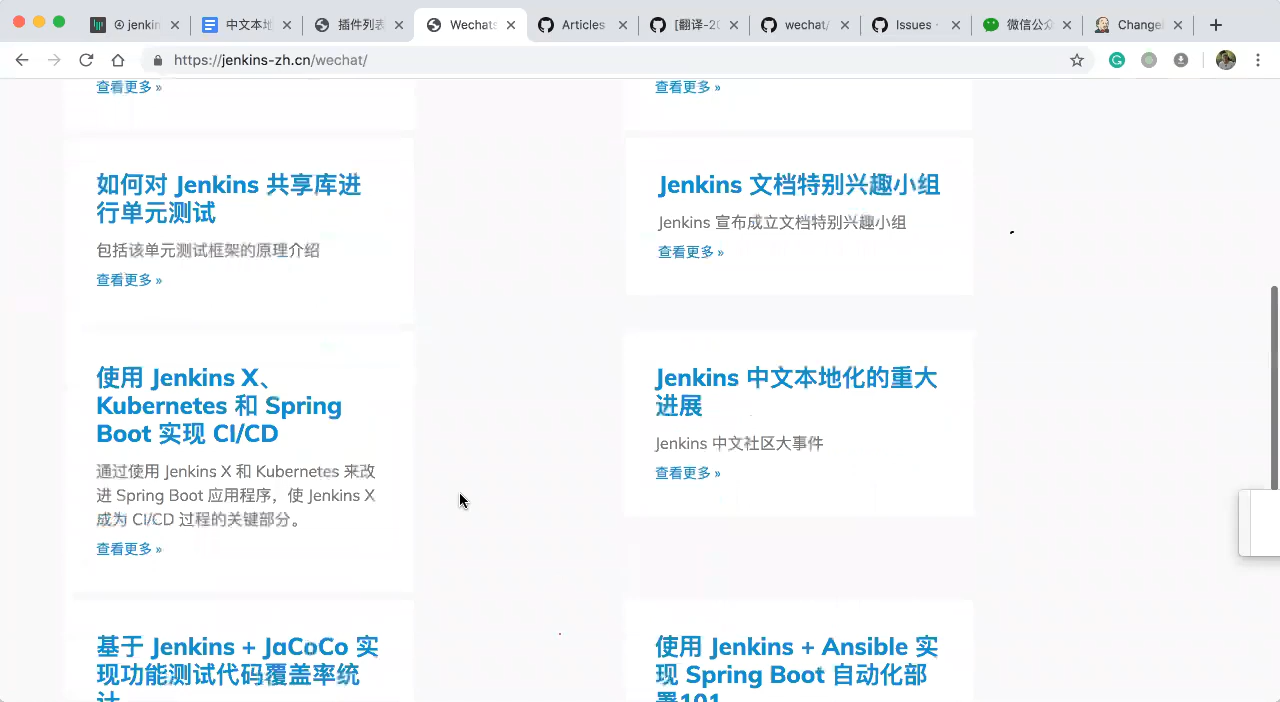 @ jenkin
中文本地
插件列表
Wechat
Articles
[翻译-20
wechat/
Issues ·
微信公众
Changel
https://jenkins-zh.cn/wechat/
查看更多 »
查看更多 »
如何对 Jenkins 共享库进
行单元测试
包括该单元测试框架的原理介绍
查看更多 »
Jenkins 文档特别兴趣小组
Jenkins 宣布成立文档特别兴趣小组
查看更多 »
使用 Jenkins X、
Kubernetes 和 Spring
Boot 实现 CI/CD
通过使用 Jenkins X 和 Kubernetes 来改
进 Spring Boot 应用程序，使 Jenkins X
成为 CI/CD 过程的关键部分。
查看更多 »
Jenkins 中文本地化的重大
进展
Jenkins 中文社区大事件
查看更多 »
基于 Jenkins + JaCoCo 实
现功能测试代码覆盖率统
计
使用 Jenkins + Ansible 实
现 Spring Boot 自动化部
署101